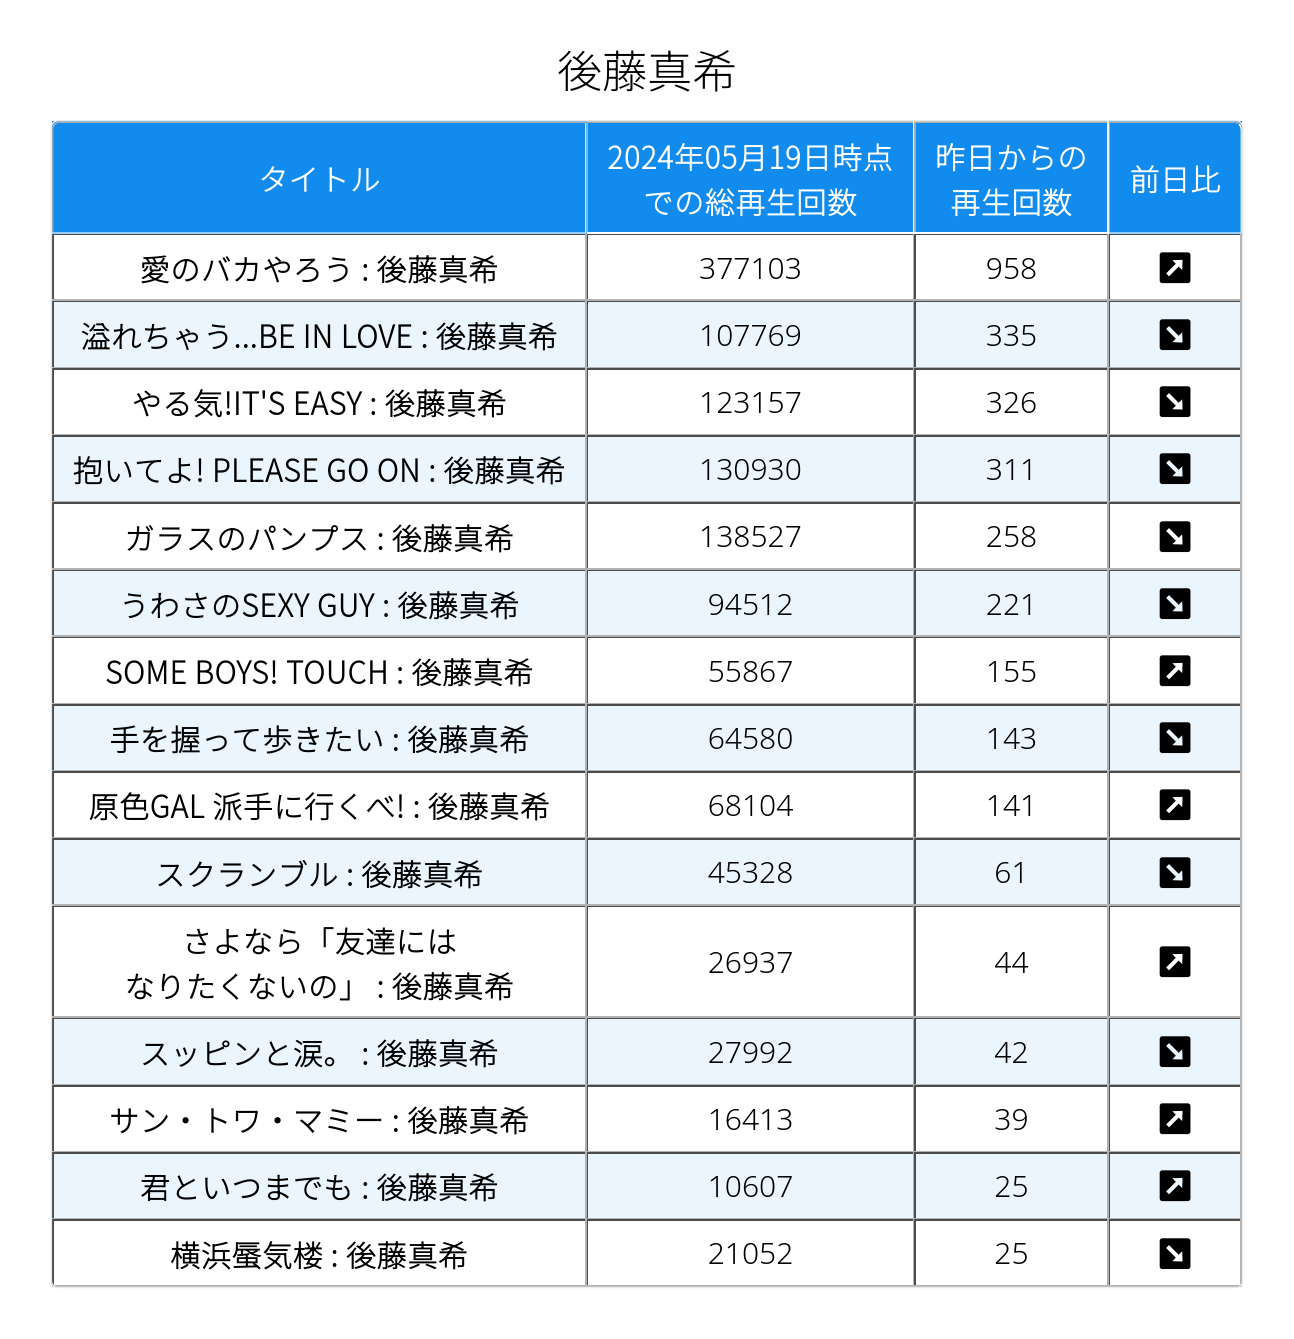 後藤真希
タイトル
2024年05月19日時点
での総再生回数
昨日からの
再生回数
前日比
愛のバカやろう : 後藤真希 377103 958
溢れちゃう...BE IN LOVE : 後藤真希 107769 335
やる気!IT'S EASY : 後藤真希 123157 326
抱いてよ! PLEASE GO ON : 後藤真希 130930 311
ガラスのパンプス : 後藤真希 138527 258
うわさのSEXY GUY : 後藤真希 94512 221
SOME BOYS! TOUCH : 後藤真希 55867 155
手を握って歩きたい : 後藤真希 64580 143
原色GAL 派手に行くべ! : 後藤真希 68104 141
スクランブル : 後藤真希 45328 61
さよなら「友達には
なりたくないの」 : 後藤真希 26937 44
スッピンと涙。 : 後藤真希 27992 42
サン・トワ・マミー : 後藤真希 16413 39
君といつまでも : 後藤真希 10607 25
横浜蜃気楼 : 後藤真希 21052 25